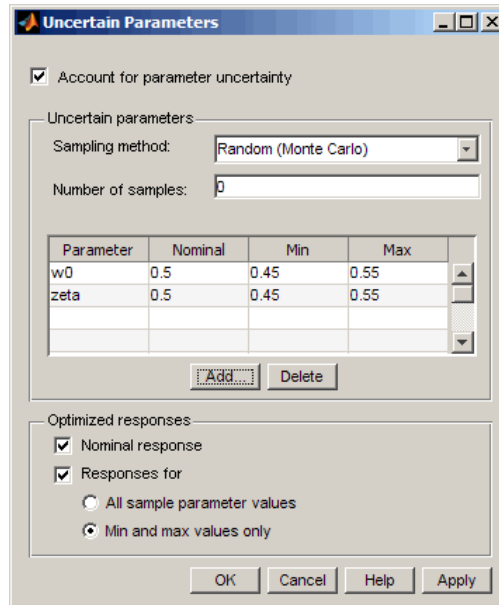 Uncertain Parameters
Account for parameter uncertainty
Uncertain parameters
Sampling method: Random (Monte Carlo)
Number of samples: 0
Parameter Nominal Min Max
w0 0.5 0.45 0.55
zeta 0.5 0.45 0.55
Add... Delete
Optimized responses
Nominal response
Responses for
All sample parameter values
Min and max values only
OK Cancel Help Apply